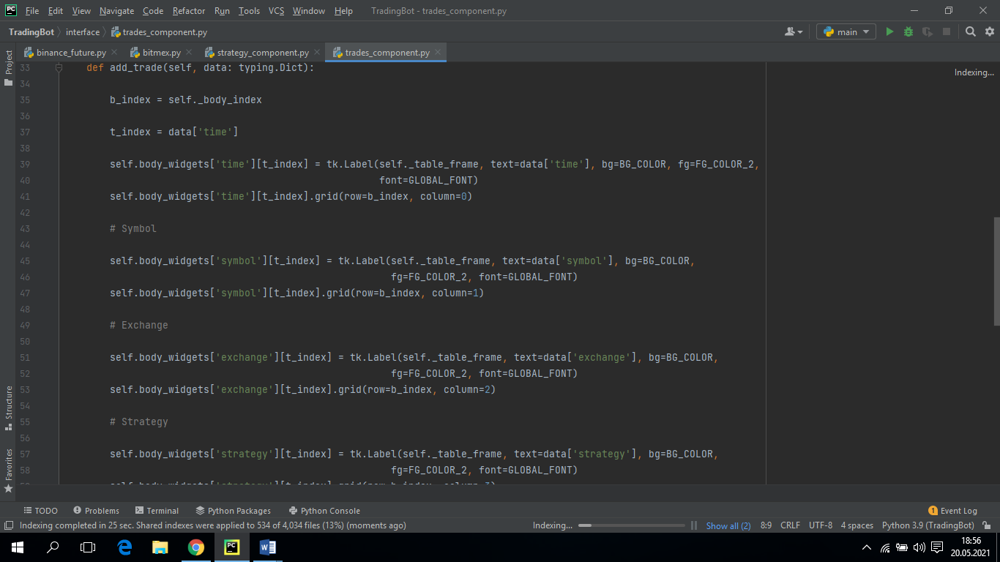 PC File Edit View Navigate Code Refactor Run Tools VCS Window Help TradingBot - trades_component.py
TradingBot interface trades_component.py main
binance_future.py bitmex.py strategy_component.py trades_component.py
Project
Structure
Favorites
Indexing...
33 def add_trade(self, data: typing.Dict):
34
35 b_index = self._body_index
36
37 t_index = data['time']
38
39 self.body_widgets['time'][t_index] = tk.Label(self._table_frame, text=data['time'], bg=BG_COLOR, fg=FG_COLOR_2,
40 font=GLOBAL_FONT)
41 self.body_widgets['time'][t_index].grid(row=b_index, column=0)
42
43 # Symbol
44
45 self.body_widgets['symbol'][t_index] = tk.Label(self._table_frame, text=data['symbol'], bg=BG_COLOR,
46 fg=FG_COLOR_2, font=GLOBAL_FONT)
47 self.body_widgets['symbol'][t_index].grid(row=b_index, column=1)
48
49 # Exchange
50
51 self.body_widgets['exchange'][t_index] = tk.Label(self._table_frame, text=data['exchange'], bg=BG_COLOR,
52 fg=FG_COLOR_2, font=GLOBAL_FONT)
53 self.body_widgets['exchange'][t_index].grid(row=b_index, column=2)
54
55 # Strategy
56
57 self.body_widgets['strategy'][t_index] = tk.Label(self._table_frame, text=data['strategy'], bg=BG_COLOR,
58 fg=FG_COLOR_2, font=GLOBAL_FONT)
TODO Problems Terminal Python Packages Python Console 1 Event Log
Indexing completed in 25 sec. Shared indexes were applied to 534 of 4,034 files (13%) (moments ago) Indexing... Show all (2) 8:9 CRLF UTF-8 4 spaces Python 3.9 (TradingBot)
PC W 18:56
20.05.2021